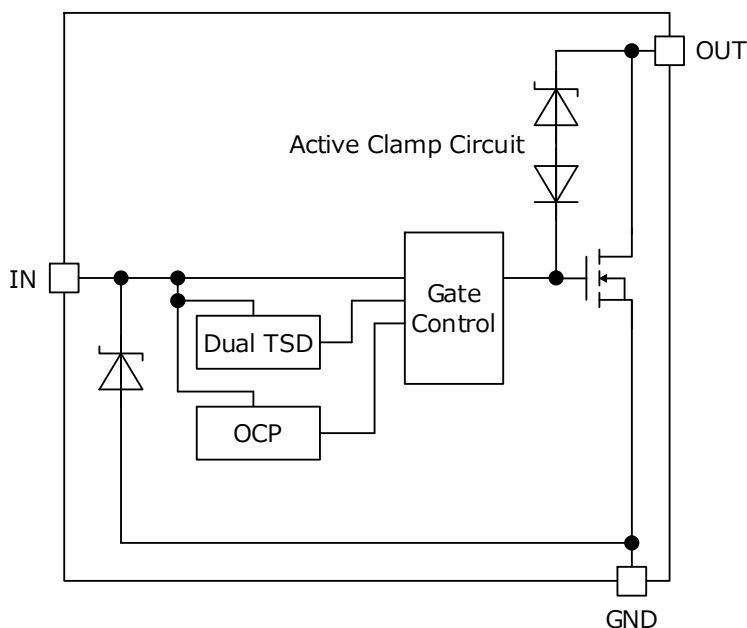 OUT
Active Clamp Circuit
IN
Gate
Control
Dual TSD
OCP
GND